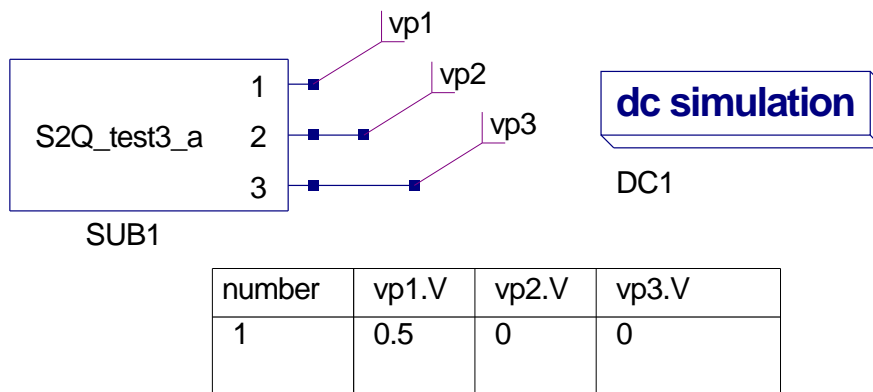 vp1
vp2
vp3
1
2
3
S2Q_test3_a
SUB1
dc simulation
DC1
number vp1.V vp2.V vp3.V
1 0.5 0 0